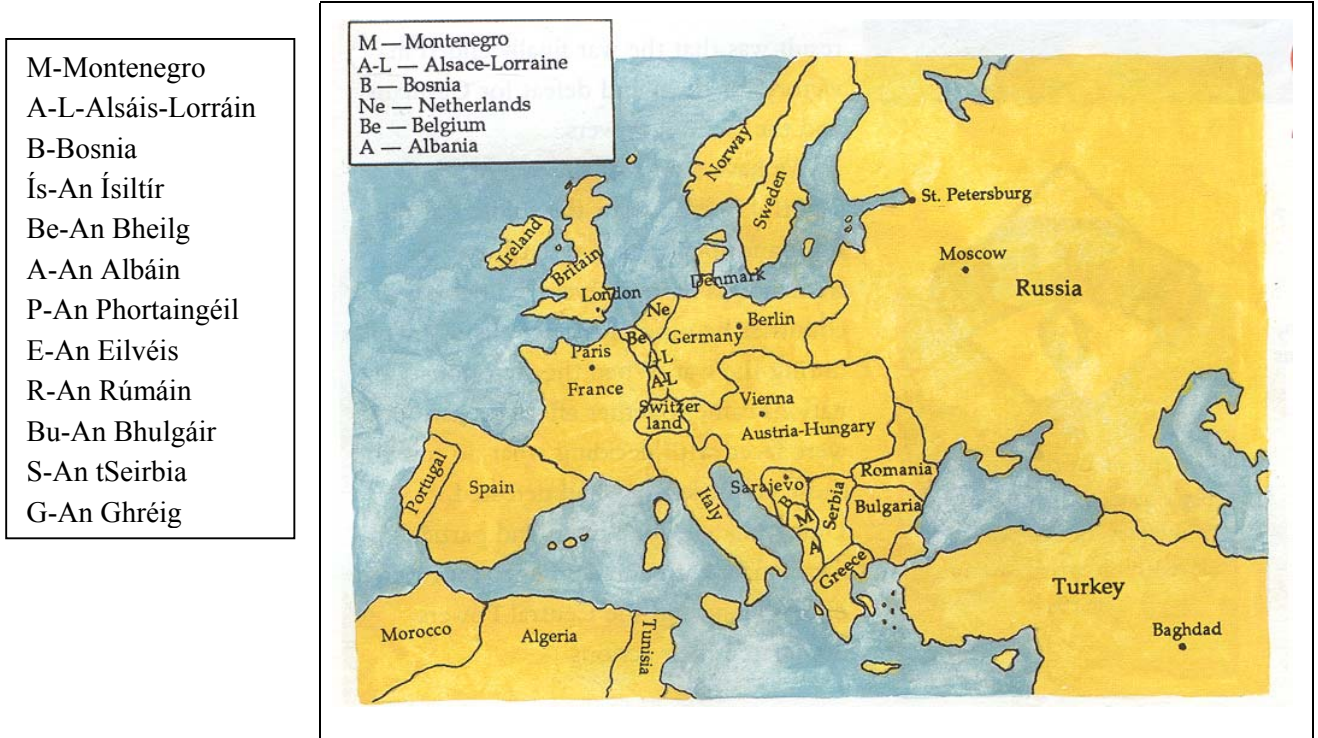 M-Montenegro
A-L-Alsáis-Lorráin
B-Bosnia
Ís-An Ísiltír
Be-An Bheilg
A-An Albáin
P-An Phortaingéil
E-An Eilvéis
R-An Rúmáin
Bu-An Bhulgáir
S-An tSeirbia
G-An Ghréig
M — Montenegro
A-L — Alsace-Lorraine
B — Bosnia
Ne — Netherlands
Be — Belgium
A — Albania
Norway
Sweden
St. Petersburg
Moscow
Russia
Ireland
Britain
London
Denmark
Ne
Berlin
Germany
Be
Paris
-L
A-L
France
Switzer
land
Vienna
Austria-Hungary
Romania
Portugal
Spain
Italy
Sarajevo
B
M
Serbia
Bulgaria
A
Greece
Turkey
Baghdad
Morocco
Algeria
Tunisia